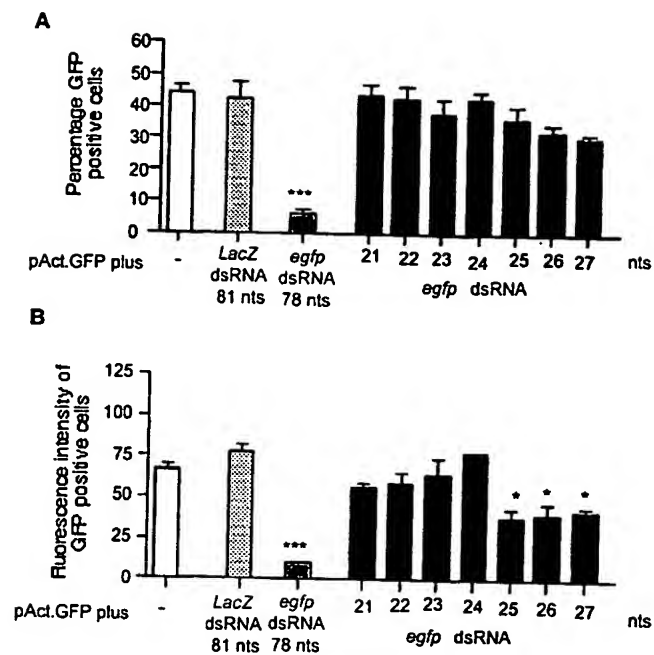 A
Percentage GFP
positive cells
60
50
40
30
20
10
0
***
pAct.GFP plus
-
LacZ
dsRNA
81 nts
egfp
dsRNA
78 nts
21 22 23 24 25 26 27 nts
egfp dsRNA
B
Fluorescence intensity of
GFP positive cells
125
100
75
50
25
0
***
* * *
pAct.GFP plus
-
LacZ
dsRNA
81 nts
egfp
dsRNA
78 nts
21 22 23 24 25 26 27 nts
egfp dsRNA